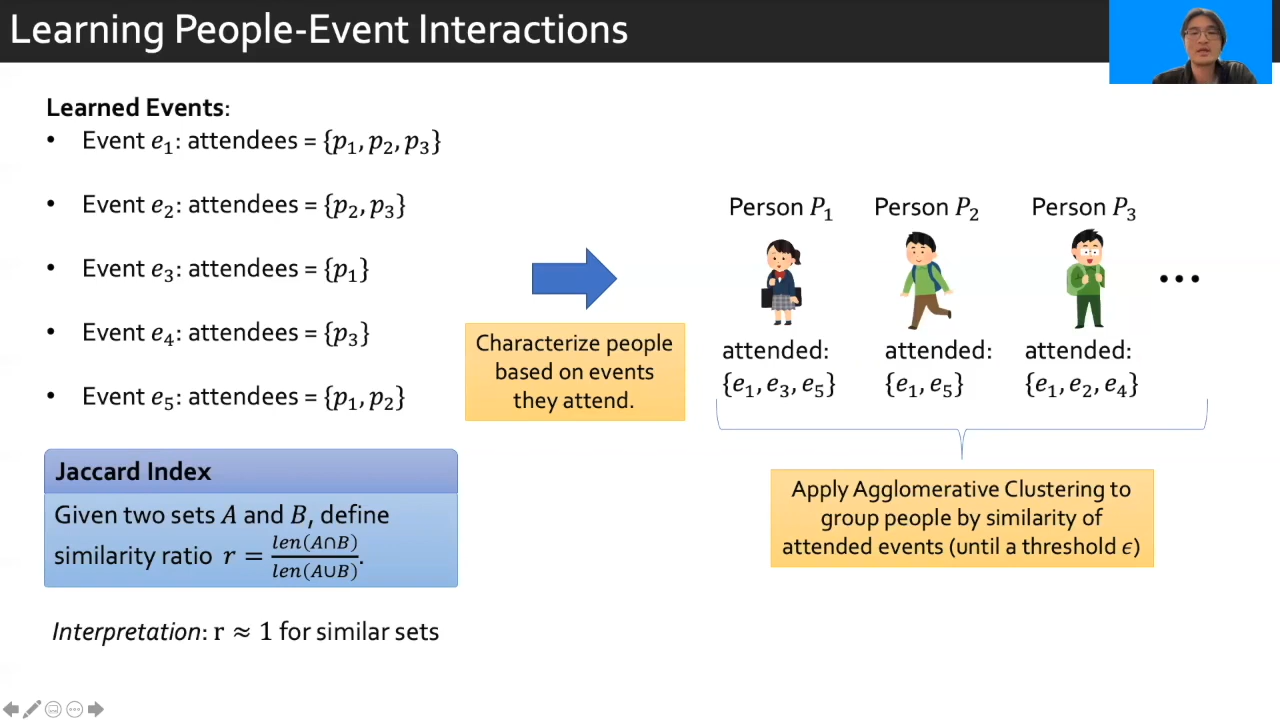 Learning People-Event Interactions
Learned Events:
• Event e₁: attendees = {p₁, p₂, p₃}
• Event e₂: attendees = {p₂, p₃}
• Event e₃: attendees = {p₁}
• Event e₄: attendees = {p₃}
• Event e₅: attendees = {p₁, p₂}
Jaccard Index
Given two sets A and B, define
similarity ratio r = len(A∩B) / len(A∪B).
Interpretation: r ≈ 1 for similar sets
Characterize people
based on events
they attend.
Person P₁ Person P₂ Person P₃
•••
attended: attended: attended:
{e₁, e₃, e₅} {e₁, e₅} {e₁, e₂, e₄}
Apply Agglomerative Clustering to
group people by similarity of
attended events (until a threshold ϵ)